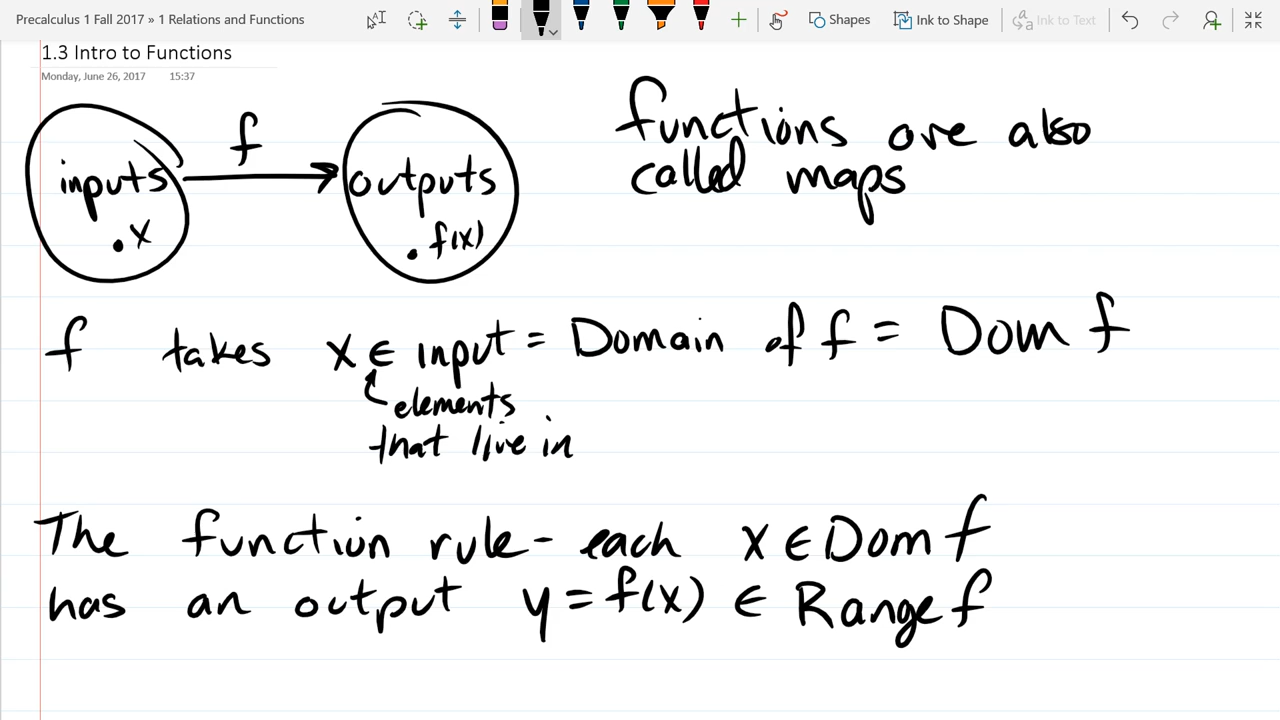 Precalculus 1 Fall 2017 » 1 Relations and Functions
Shapes
Ink to Shape
Ink to Text
1.3 Intro to Functions
Monday, June 26, 2017 15:37
inputs
.x
f
outputs
.f(x)
functions are also
called maps
f takes x ∈ input = Domain of f = Dom f
elements
that live in
The function rule- each x ∈ Dom f
has an output y = f(x) ∈ Range f